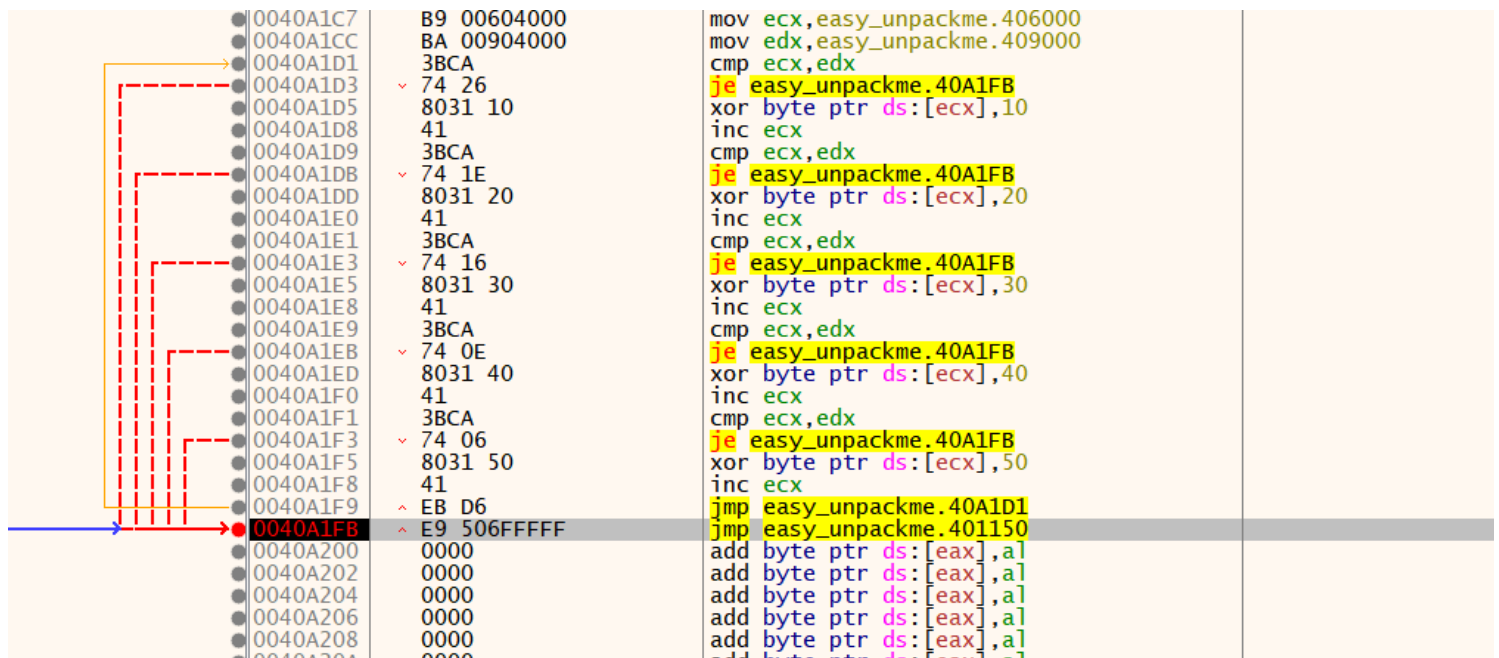 0040A1C7 B9 00604000 mov ecx,easy_unpackme.406000
0040A1CC BA 00904000 mov edx,easy_unpackme.409000
0040A1D1 3BCA cmp ecx,edx
0040A1D3 74 26 je easy_unpackme.40A1FB
0040A1D5 8031 10 xor byte ptr ds:[ecx],10
0040A1D8 41 inc ecx
0040A1D9 3BCA cmp ecx,edx
0040A1DB 74 1E je easy_unpackme.40A1FB
0040A1DD 8031 20 xor byte ptr ds:[ecx],20
0040A1E0 41 inc ecx
0040A1E1 3BCA cmp ecx,edx
0040A1E3 74 16 je easy_unpackme.40A1FB
0040A1E5 8031 30 xor byte ptr ds:[ecx],30
0040A1E8 41 inc ecx
0040A1E9 3BCA cmp ecx,edx
0040A1EB 74 0E je easy_unpackme.40A1FB
0040A1ED 8031 40 xor byte ptr ds:[ecx],40
0040A1F0 41 inc ecx
0040A1F1 3BCA cmp ecx,edx
0040A1F3 74 06 je easy_unpackme.40A1FB
0040A1F5 8031 50 xor byte ptr ds:[ecx],50
0040A1F8 41 inc ecx
0040A1F9 EB D6 jmp easy_unpackme.40A1D1
0040A1FB E9 506FFFFF jmp easy_unpackme.401150
0040A200 0000 add byte ptr ds:[eax],al
0040A202 0000 add byte ptr ds:[eax],al
0040A204 0000 add byte ptr ds:[eax],al
0040A206 0000 add byte ptr ds:[eax],al
0040A208 0000 add byte ptr ds:[eax],al